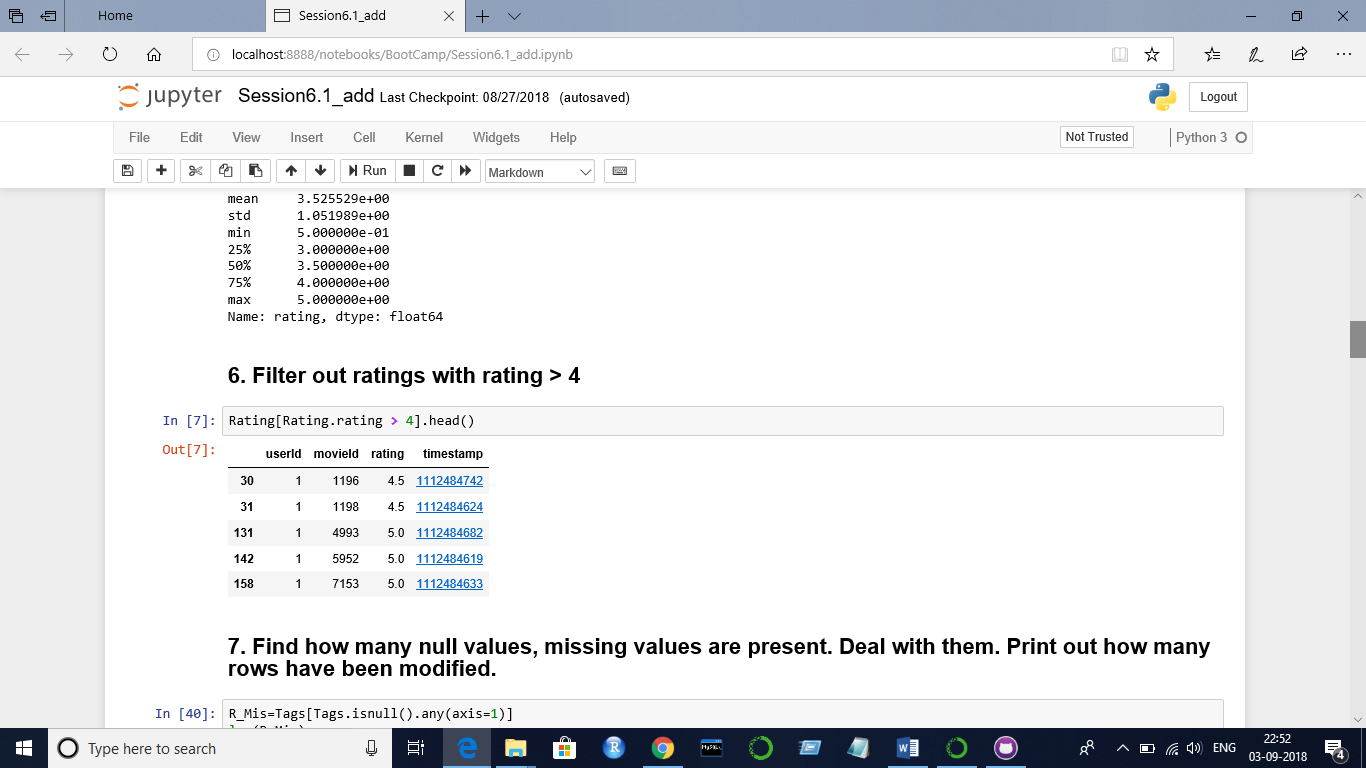 Home
Session6.1_add
localhost:8888/notebooks/BootCamp/Session6.1_add.ipynb
jupyter Session6.1_add Last Checkpoint: 08/27/2018 (autosaved)
Logout
File Edit View Insert Cell Kernel Widgets Help
Not Trusted
Python 3
Run
Markdown
mean 3.525529e+00
std 1.051989e+00
min 5.000000e-01
25% 3.000000e+00
50% 3.500000e+00
75% 4.000000e+00
max 5.000000e+00
Name: rating, dtype: float64
6. Filter out ratings with rating > 4
In [7]: Rating[Rating.rating > 4].head()
Out[7]:
userId movieId rating timestamp
30 1 1196 4.5 1112484742
31 1 1198 4.5 1112484624
131 1 4993 5.0 1112484682
142 1 5952 5.0 1112484619
158 1 7153 5.0 1112484633
7. Find how many null values, missing values are present. Deal with them. Print out how many
rows have been modified.
In [40]: R_Mis=Tags[Tags.isnull().any(axis=1)]
Type here to search
R
MySQL
W
ENG
22:52
03-09-2018
4